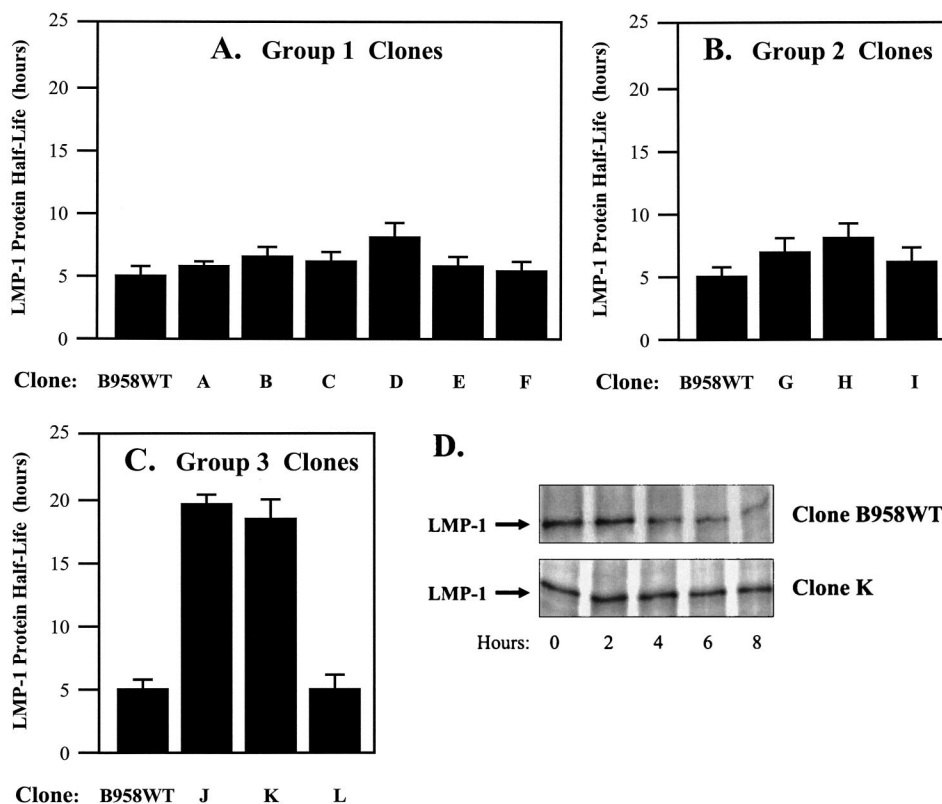 A. Group 1 Clones
LMP-1 Protein Half-Life (hours)
25
20
15
10
5
0
Clone: B958WT A B C D E F
B. Group 2 Clones
LMP-1 Protein Half-Life (hours)
25
20
15
10
5
0
Clone: B958WT G H I
C. Group 3 Clones
LMP-1 Protein Half-Life (hours)
25
20
15
10
5
0
Clone: B958WT J K L
D.
LMP-1
Clone B958WT
LMP-1
Clone K
Hours: 0 2 4 6 8